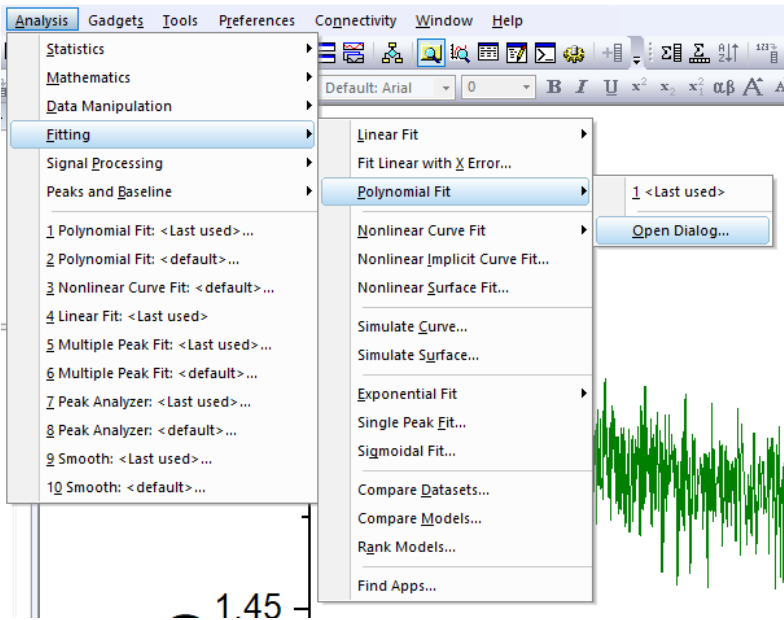 Analysis Gadgets Tools Preferences Connectivity Window Help
Default: Arial 0 B I U x² x₂ αβ A
Statistics
Mathematics
Data Manipulation
Fitting
Signal Processing
Peaks and Baseline
1 Polynomial Fit: <Last used>...
2 Polynomial Fit: <default>...
3 Nonlinear Curve Fit: <default>...
4 Linear Fit: <Last used>
5 Multiple Peak Fit: <Last used>...
6 Multiple Peak Fit: <default>...
7 Peak Analyzer: <Last used>...
8 Peak Analyzer: <default>...
9 Smooth: <Last used>...
10 Smooth: <default>...
Linear Fit
Fit Linear with X Error...
Polynomial Fit
Nonlinear Curve Fit
Nonlinear Implicit Curve Fit...
Nonlinear Surface Fit...
Simulate Curve...
Simulate Surface...
Exponential Fit
Single Peak Fit...
Sigmoidal Fit...
Compare Datasets...
Compare Models...
Rank Models...
Find Apps...
1 <Last used>
Open Dialog...
1,45